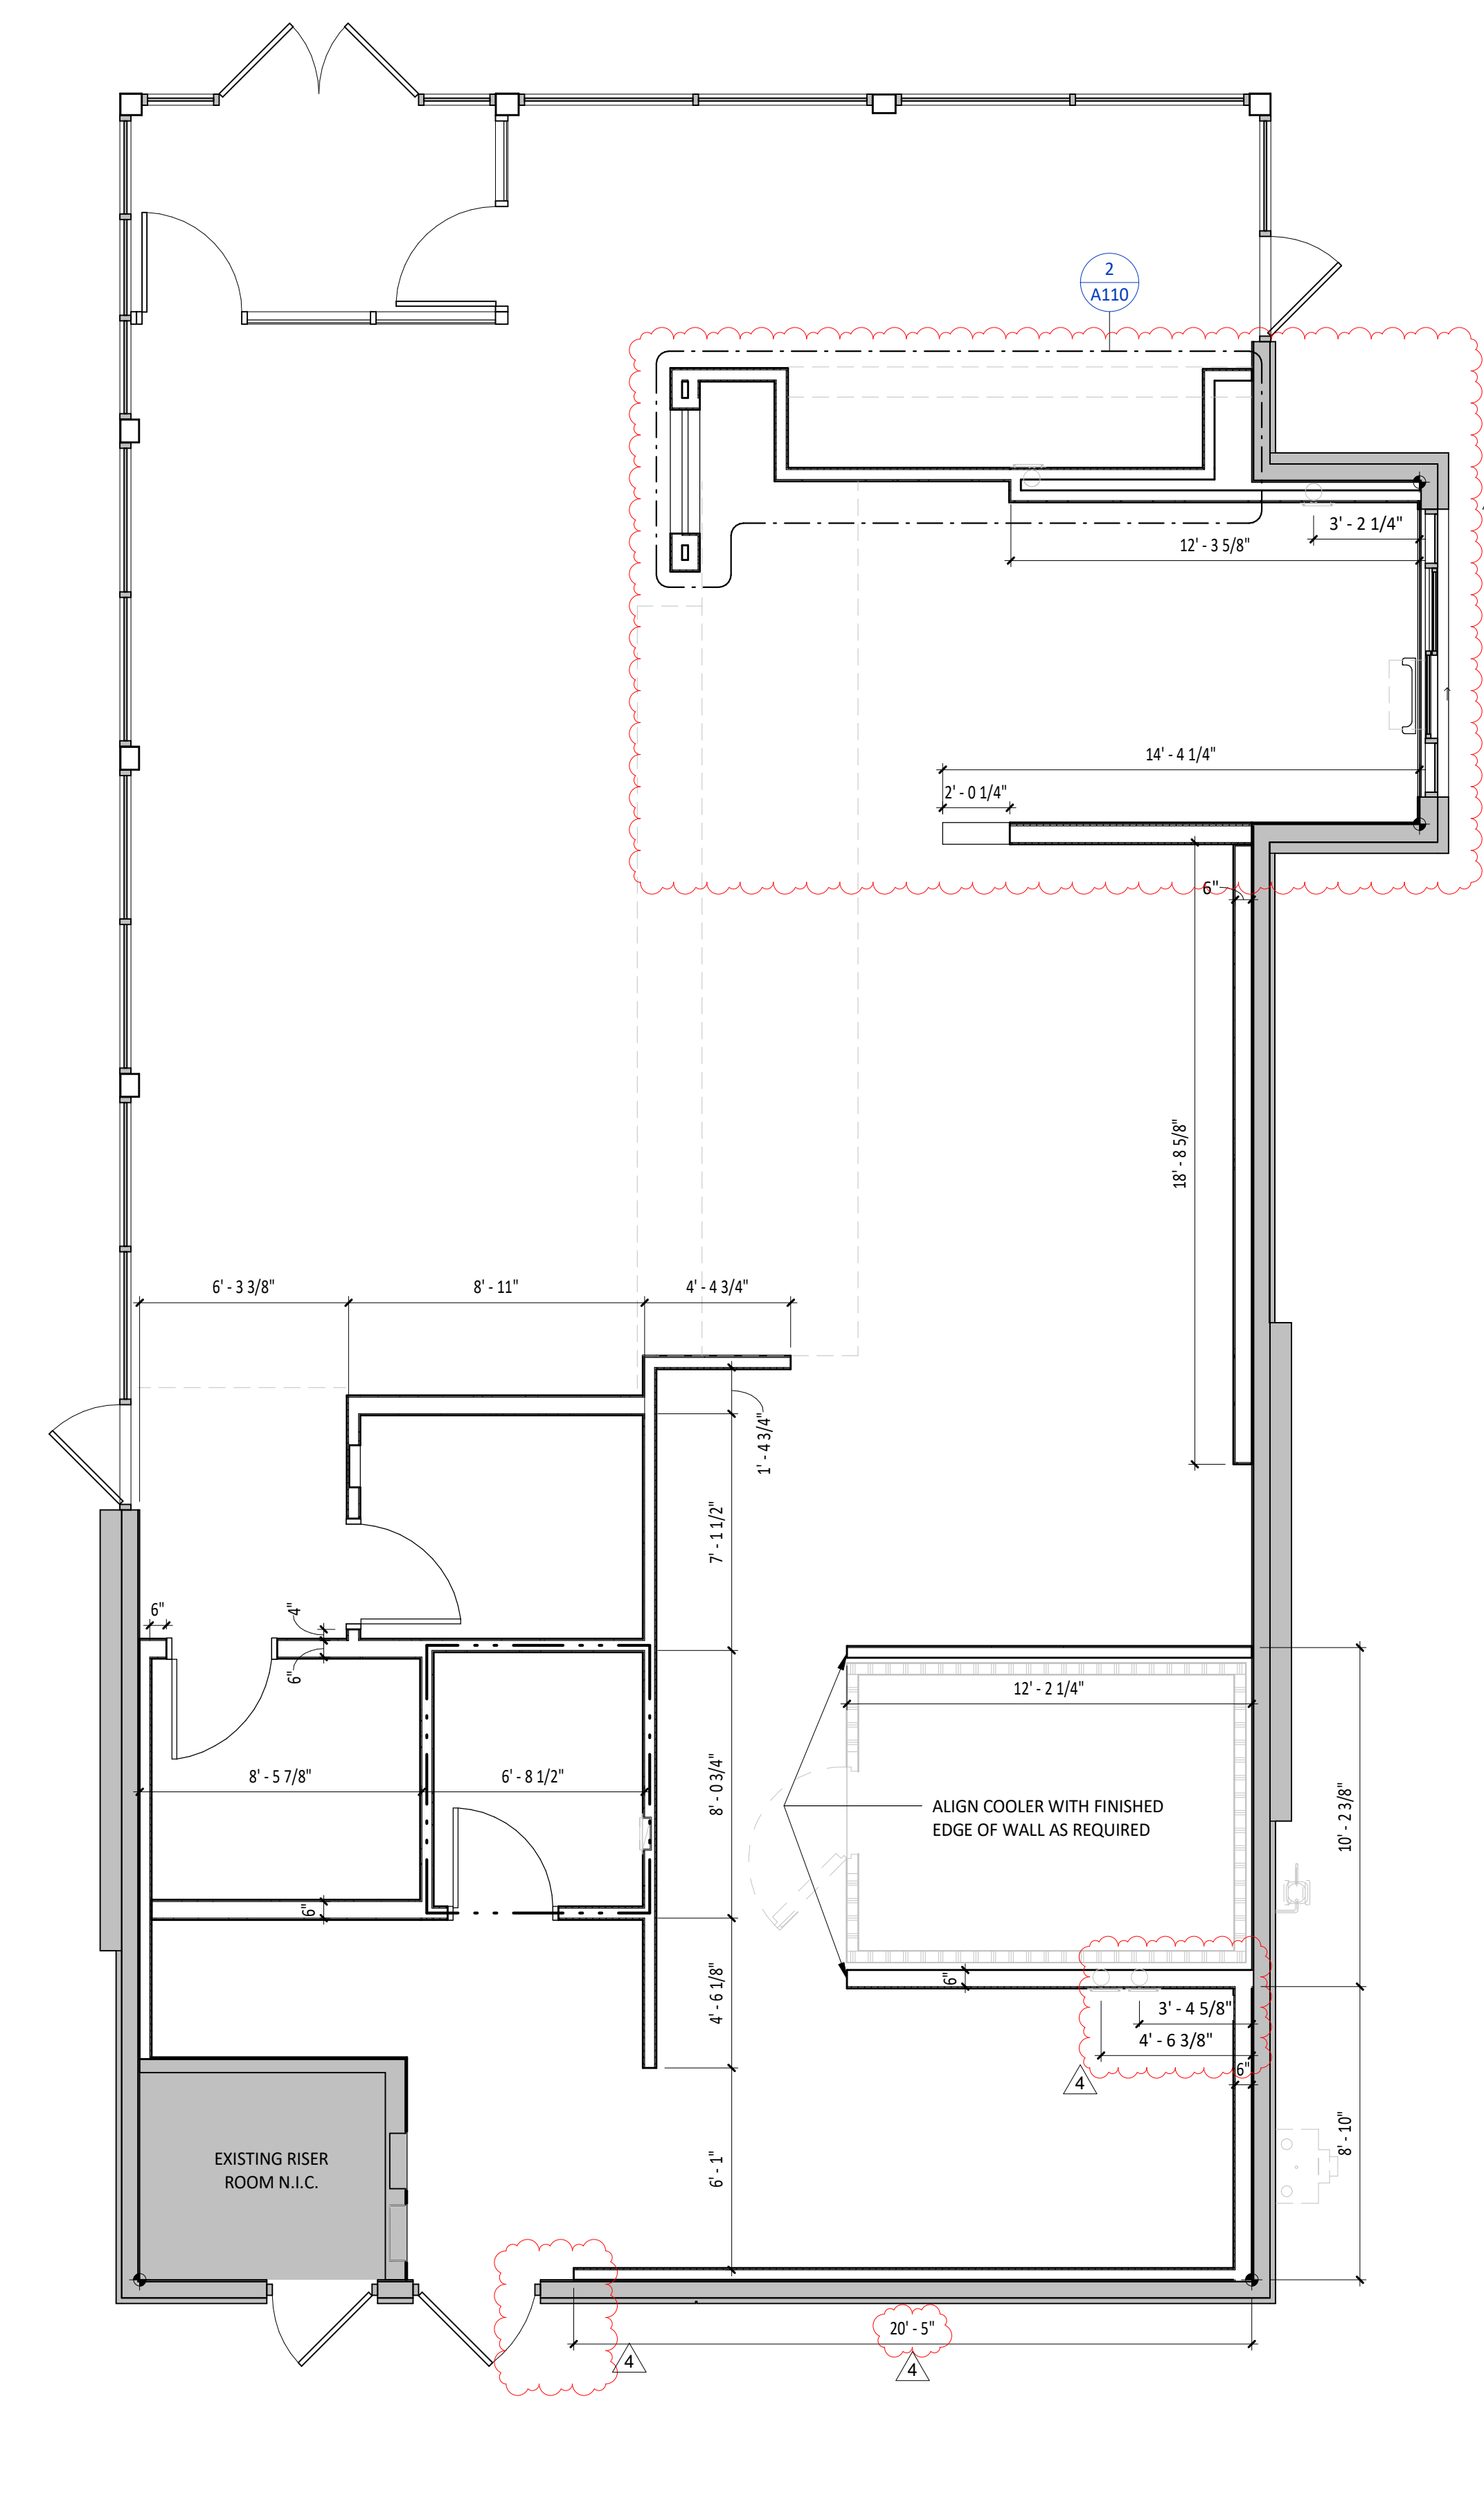 2
A110
3' - 2 1/4"
12' - 3 5/8"
14' - 4 1/4"
2' - 0 1/4"
6"
18' - 8 5/8"
6' - 3 3/8"
8' - 11"
4' - 4 3/4"
1' - 4 3/4"
7' - 1 1/2"
6"
4"
6"
12' - 2 1/4"
8' - 5 7/8"
6' - 8 1/2"
8' - 0 3/4"
ALIGN COOLER WITH FINISHED
EDGE OF WALL AS REQUIRED
10' - 2 3/8"
6"
6"
4' - 6 1/8"
3' - 4 5/8"
4' - 6 3/8"
6"
4
8' - 10"
EXISTING RISER
ROOM N.I.C.
6' - 1"
20' - 5"
4
4